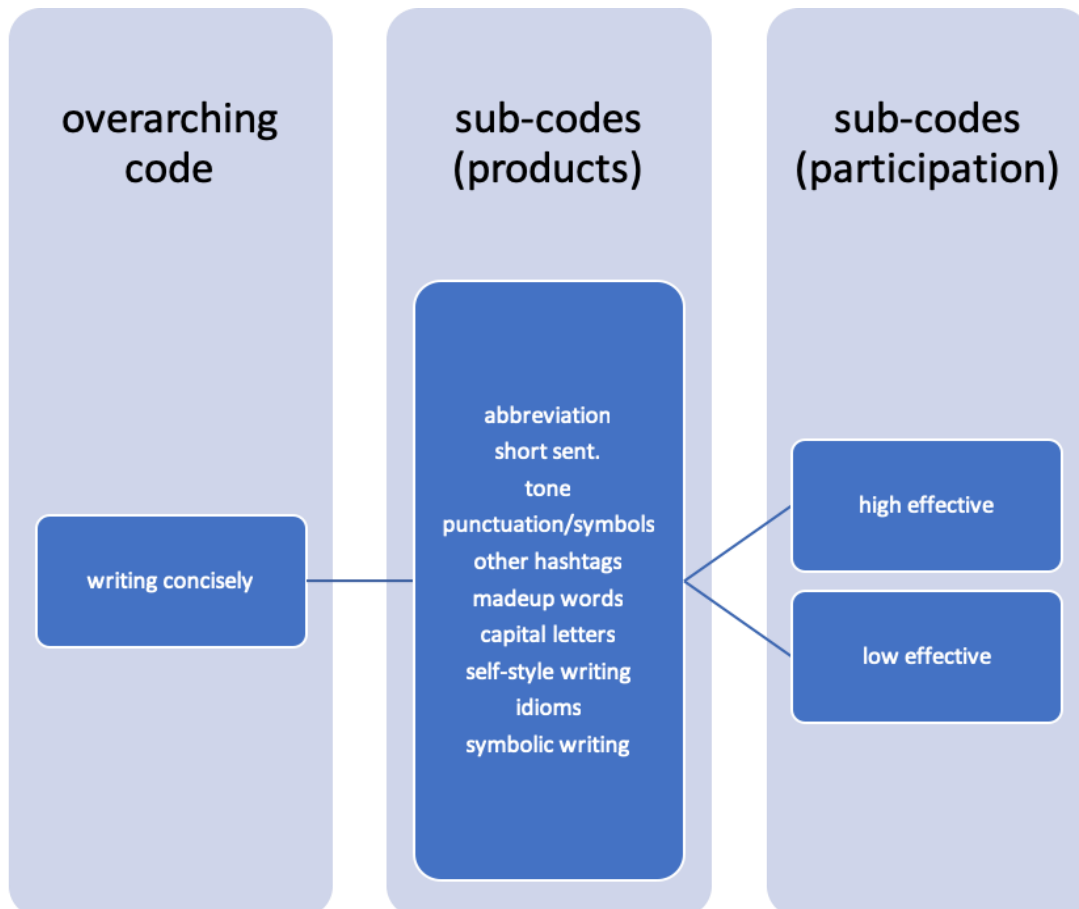 overarching
code
sub-codes
(products)
sub-codes
(participation)
writing concisely
abbreviation
short sent.
tone
punctuation/symbols
other hashtags
madeup words
capital letters
self-style writing
idioms
symbolic writing
high effective
low effective